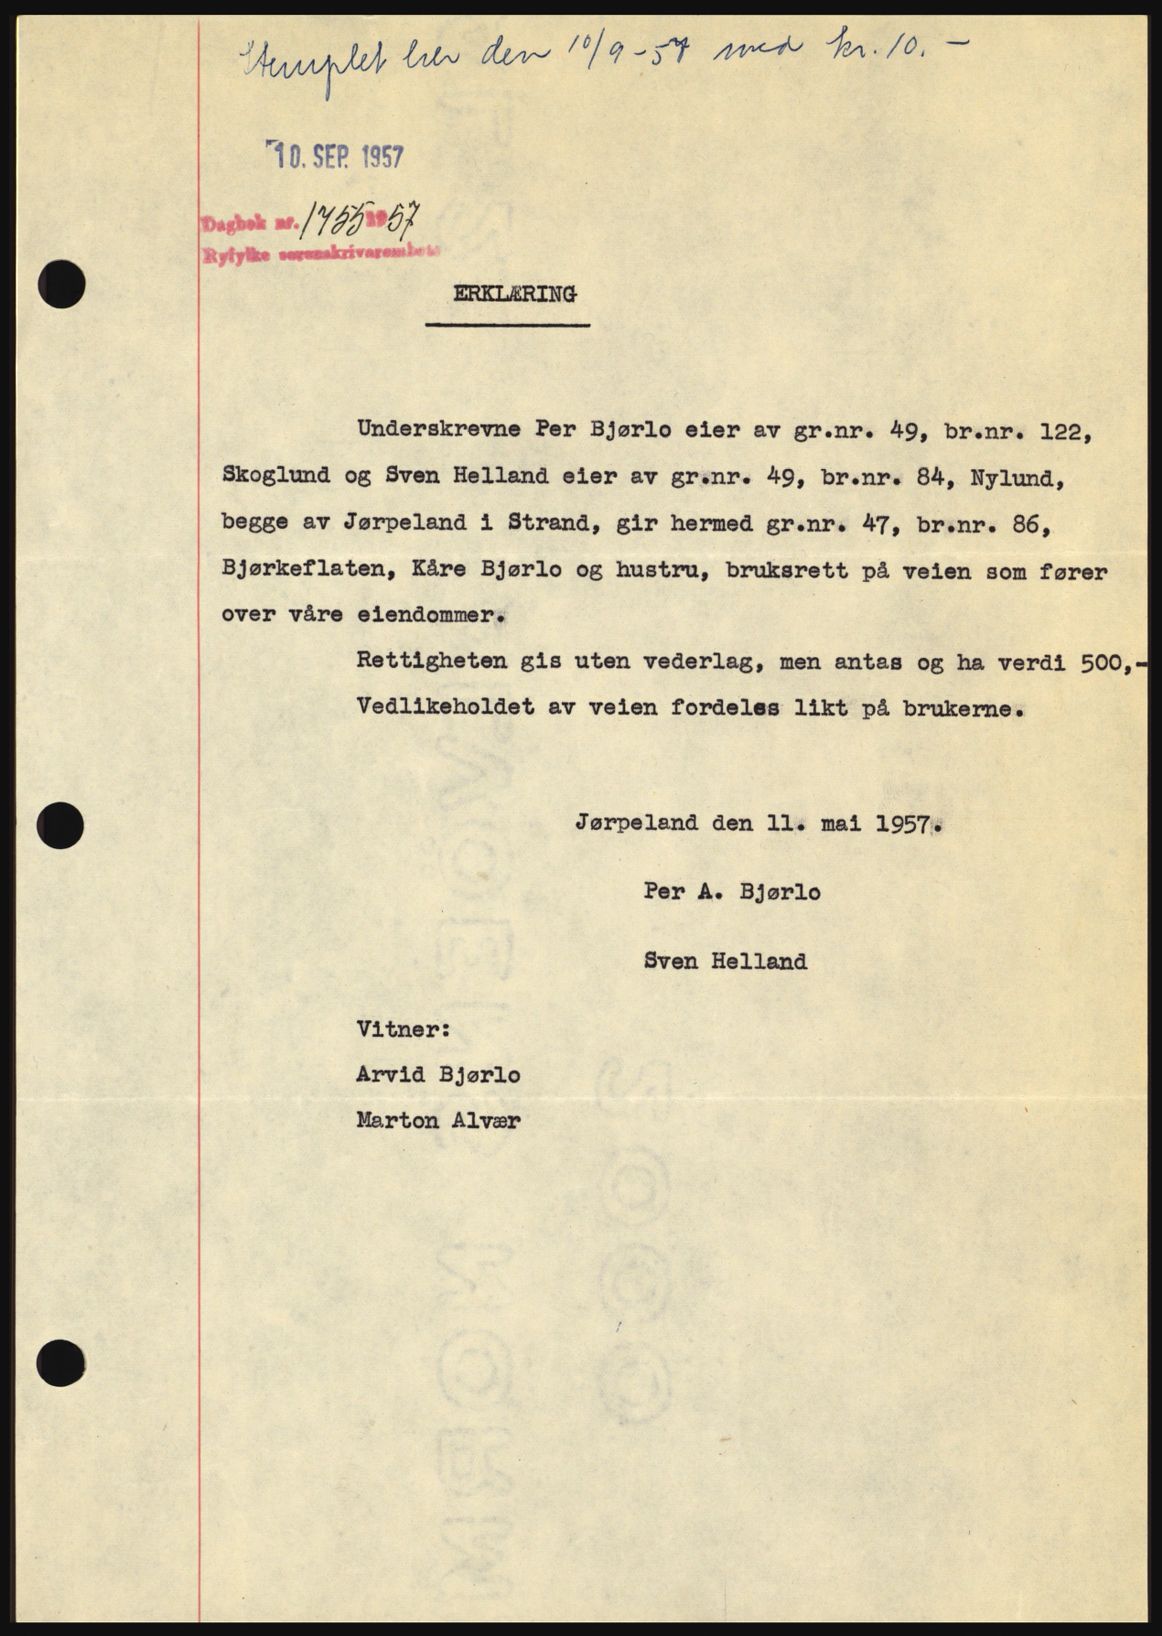 Stemplet her den 10/9-57 med kr. 10.-
10. SEP. 1957
Dagbok nr. 1755 1957
Ryfylke sorenskrivarembete
ERKLÆRING
Underskrevne Per Bjørlo eier av gr.nr. 49, br.nr. 122,
Skoglund og Sven Helland eier av gr.nr. 49, br.nr. 84, Nylund,
begge av Jørpeland i Strand, gir hermed gr.nr. 47, br.nr. 86,
Bjørkeflaten, Kåre Bjørlo og hustru, bruksrett på veien som fører
over våre eiendommer.
Rettigheten gis uten vederlag, men antas og ha verdi 500,-
Vedlikeholdet av veien fordeles likt på brukerne.
Jørpeland den 11. mai 1957.
Per A. Bjørlo
Sven Helland
Vitner:
Arvid Bjørlo
Marton Alvær